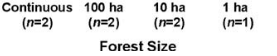 Continuous 100 ha 10 ha 1 ha
(n=2) (n=2) (n=2) (n=1)
Forest Size